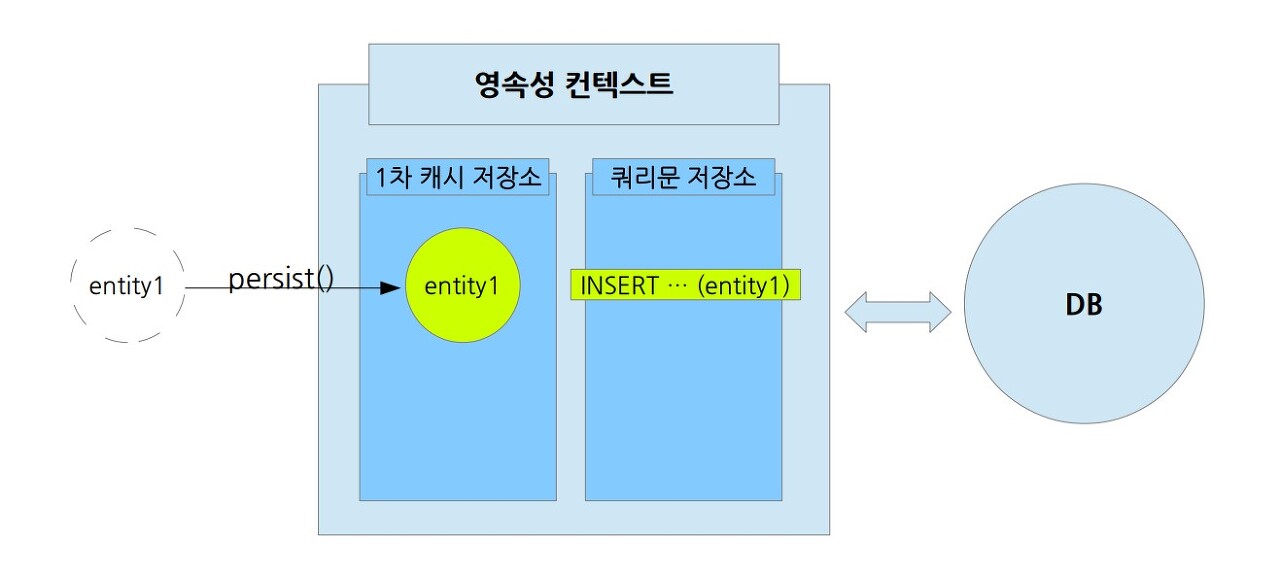 영속성 컨텍스트
1차 캐시 저장소
쿼리문 저장소
entity1
persist()
entity1
INSERT ··· (entity1)
DB